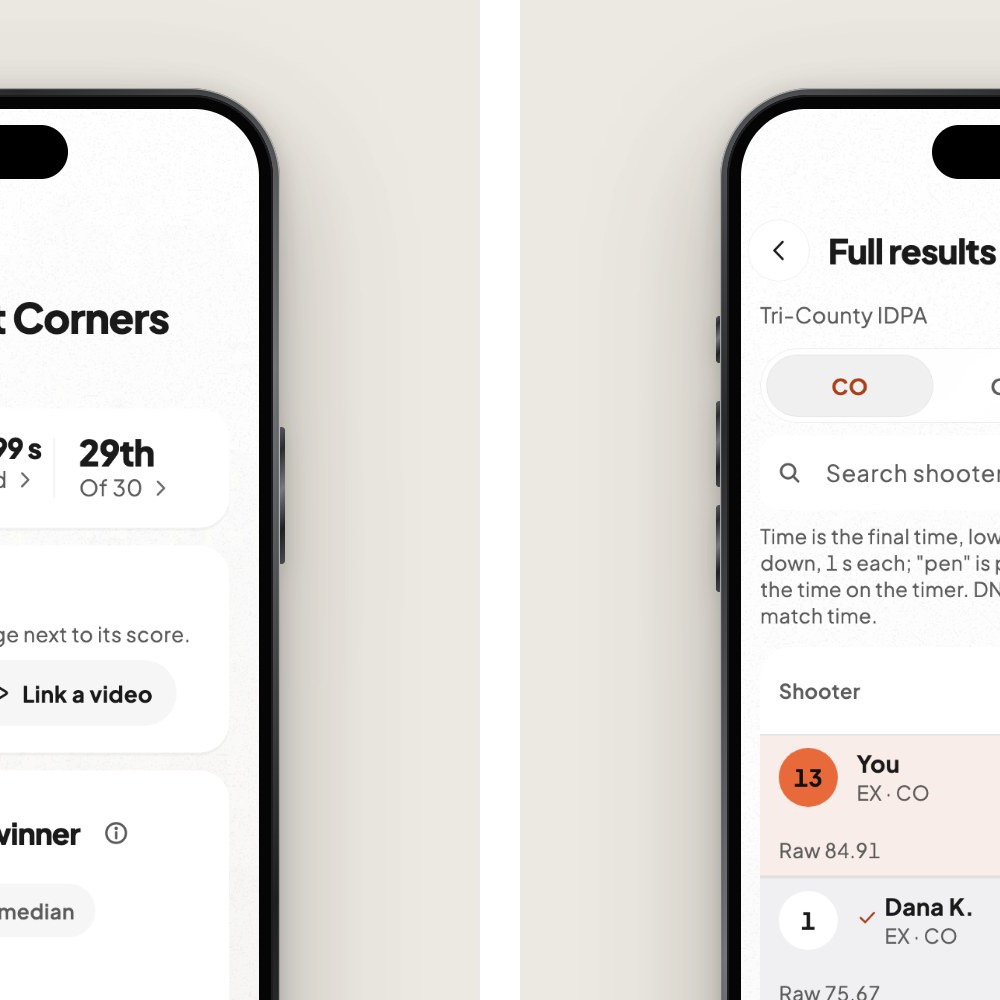 t Corners
99 s
29th
d
Of 30
ge next to its score.
Link a video
winner
median
Full results
Tri-County IDPA
CO
Search shooter
Time is the final time, low
down, 1 s each; "pen" is p
the time on the timer. DN
match time.
Shooter
13
You
EX · CO
Raw 84.91
1
Dana K.
EX · CO
Raw 75.67